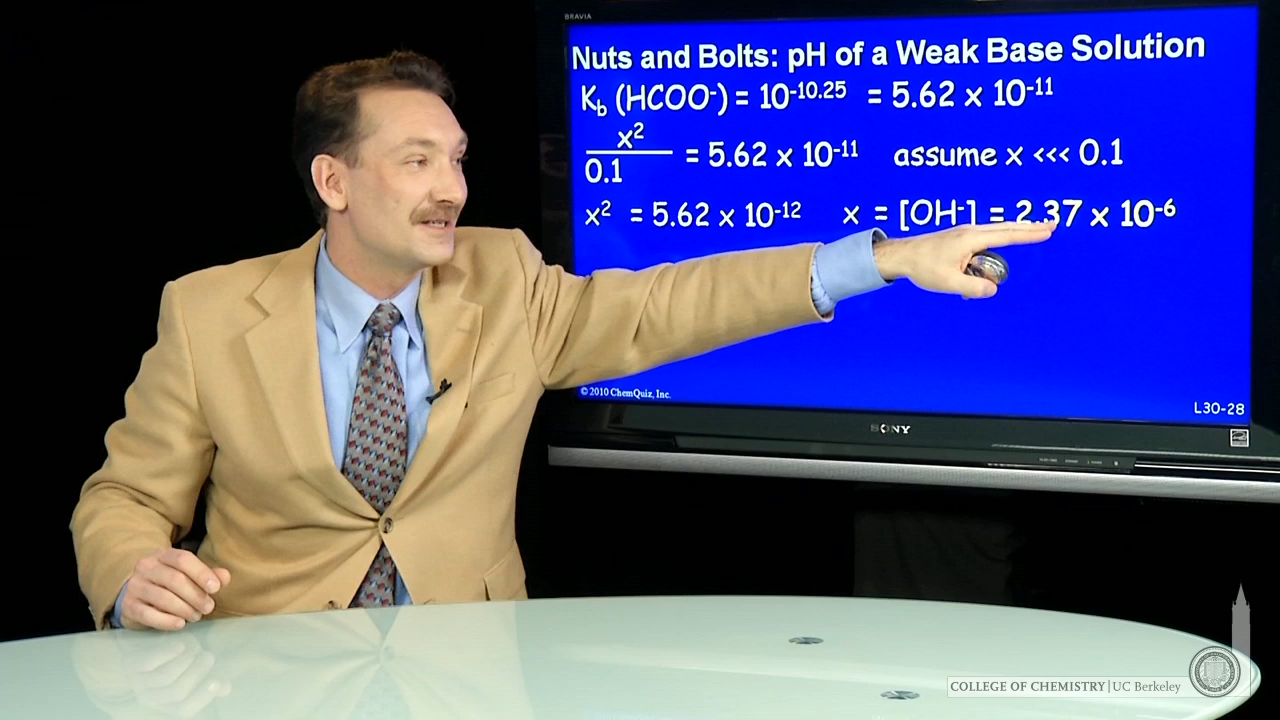 BRAVIA
Nuts and Bolts: pH of a Weak Base Solution
K_b (HCOO⁻) = 10^-10.25 = 5.62 x 10^-11
x² / 0.1 = 5.62 x 10^-11 assume x <<< 0.1
x² = 5.62 x 10^-12 x = [OH⁻] = 2.37 x 10^-6
© 2010 ChemQuiz, Inc.
L30-28
SONY
COLLEGE OF CHEMISTRY | UC Berkeley